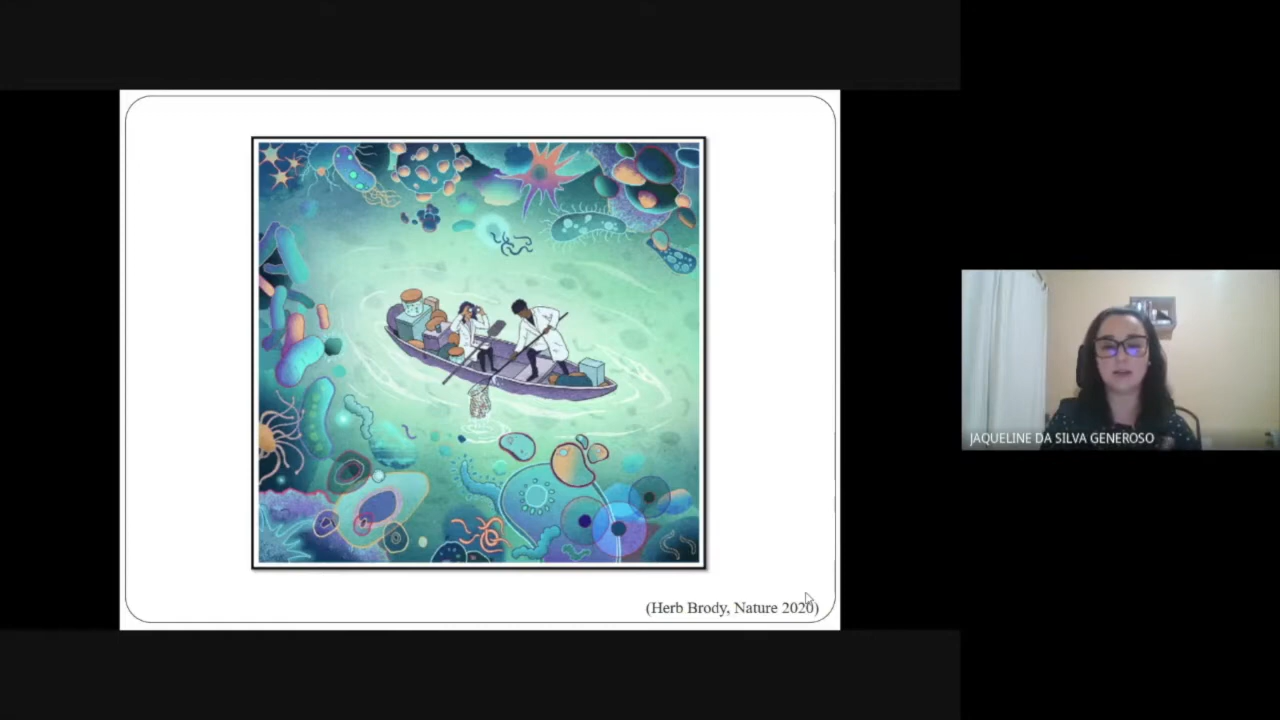 (Herb Brody, Nature 2020)
JAQUELINE DA SILVA GENEROSO